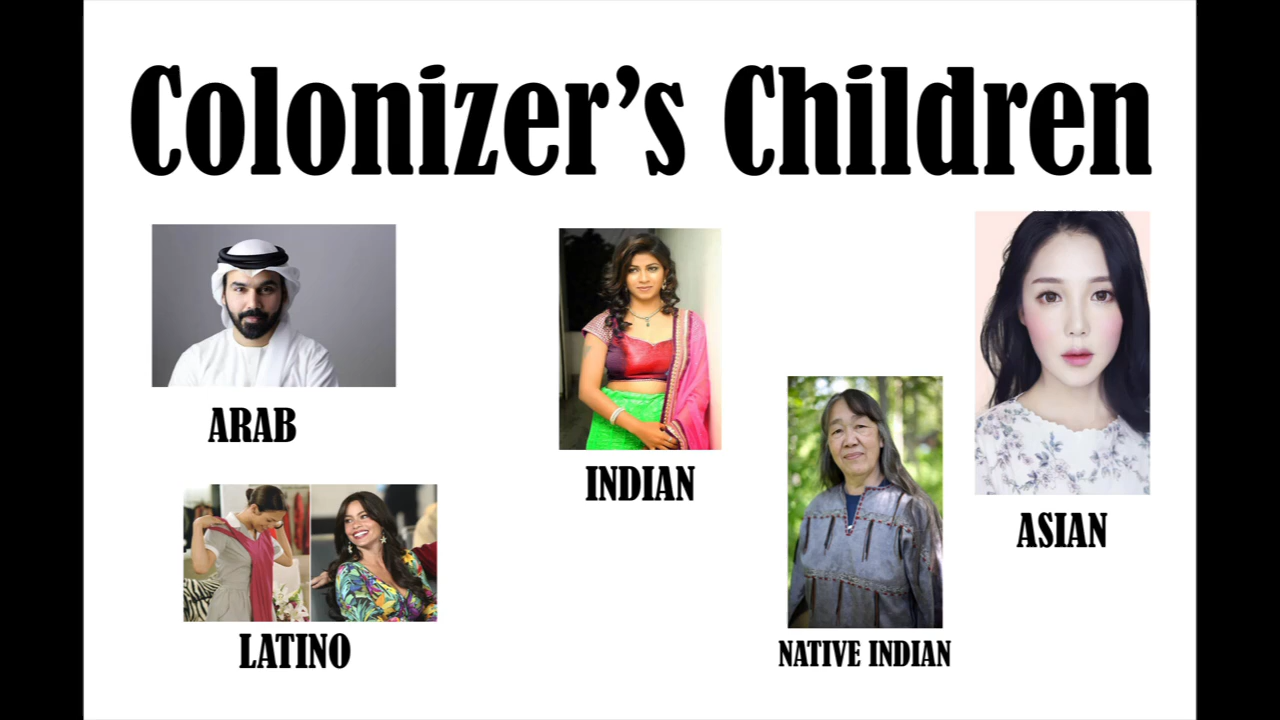 Colonizer’s Children
ARAB
INDIAN
ASIAN
LATINO
NATIVE INDIAN